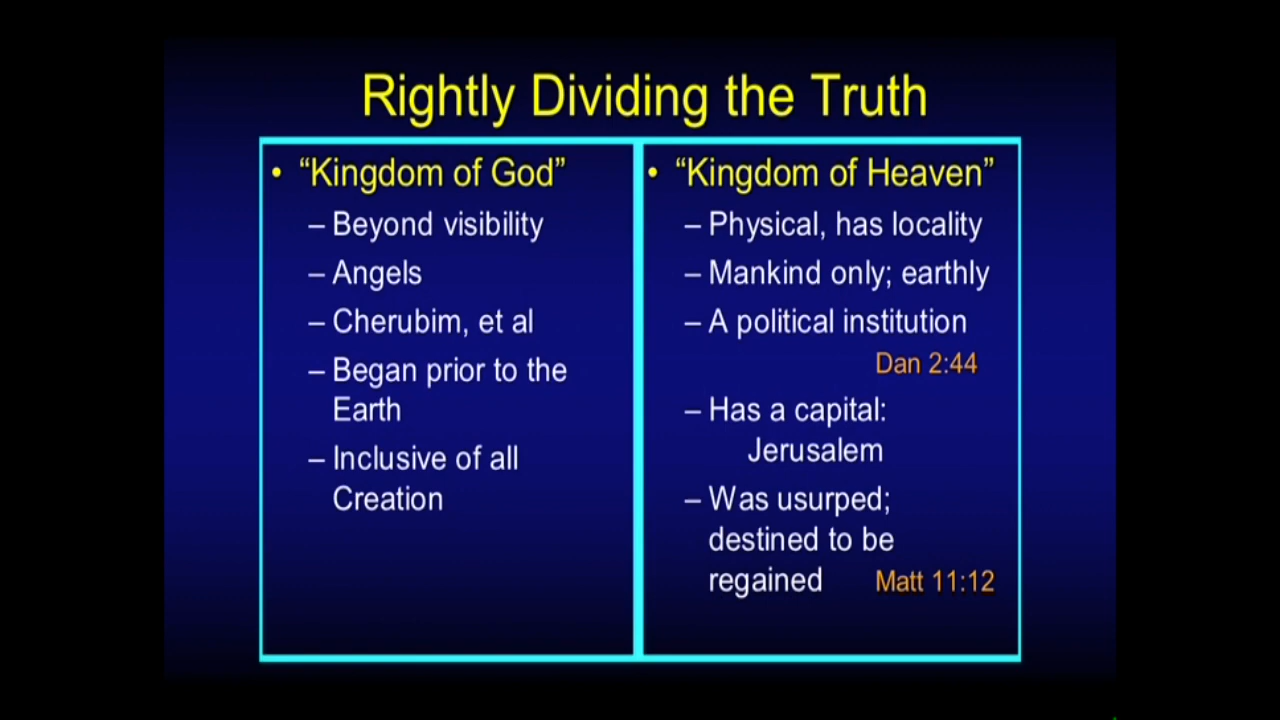 Rightly Dividing the Truth
• “Kingdom of God”
– Beyond visibility
– Angels
– Cherubim, et al
– Began prior to the
Earth
– Inclusive of all
Creation
• “Kingdom of Heaven”
– Physical, has locality
– Mankind only; earthly
– A political institution
Dan 2:44
– Has a capital:
Jerusalem
– Was usurped;
destined to be
regained Matt 11:12